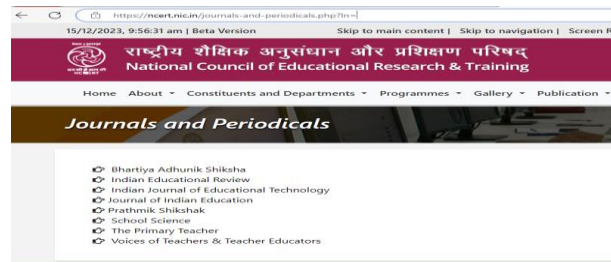 https://ncert.nic.in/journals-and-periodicals.php?ln=
15/12/2023, 9:56:31 am | Beta Version Skip to main content | Skip to navigation | Screen R
राष्ट्रीय शैक्षिक अनुसंधान और प्रशिक्षण परिषद्
National Council of Educational Research & Training
Home About Constituents and Departments Programmes Gallery Publication
Journals and Periodicals
Bhartiya Adhunik Shiksha
Indian Educational Review
Indian Journal of Educational Technology
Journal of Indian Education
Prathmik Shikshak
School Science
The Primary Teacher
Voices of Teachers & Teacher Educators